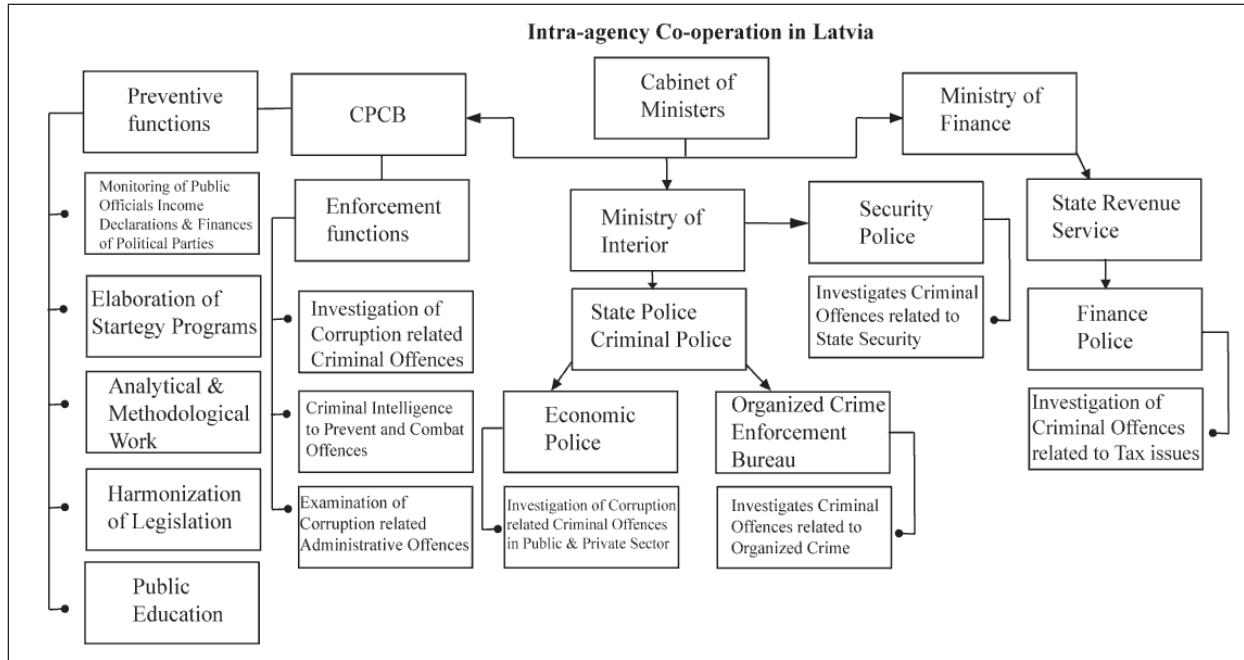 Intra-agency Co-operation in Latvia
Preventive
functions
CPCB
Cabinet of
Ministers
Ministry of
Finance
Monitoring of Public
Officials Income
Declarations & Finances
of Political Parties
Enforcement
functions
Ministry of
Interior
Security
Police
State Revenue
Service
Elaboration of
Startegy Programs
Investigation of
Corruption related
Criminal Offences
State Police
Criminal Police
Investigates Criminal
Offences related to
State Security
Finance
Police
Analytical &
Methodological
Work
Criminal Intelligence
to Prevent and Combat
Offences
Economic
Police
Organized Crime
Enforcement
Bureau
Investigation of
Criminal Offences
related to Tax issues
Harmonization
of Legislation
Examination of
Corruption related
Administrative Offences
Investigation of Corruption
related Criminal Offences
in Public & Private Sector
Investigates Criminal
Offences related to
Organized Crime
Public
Education